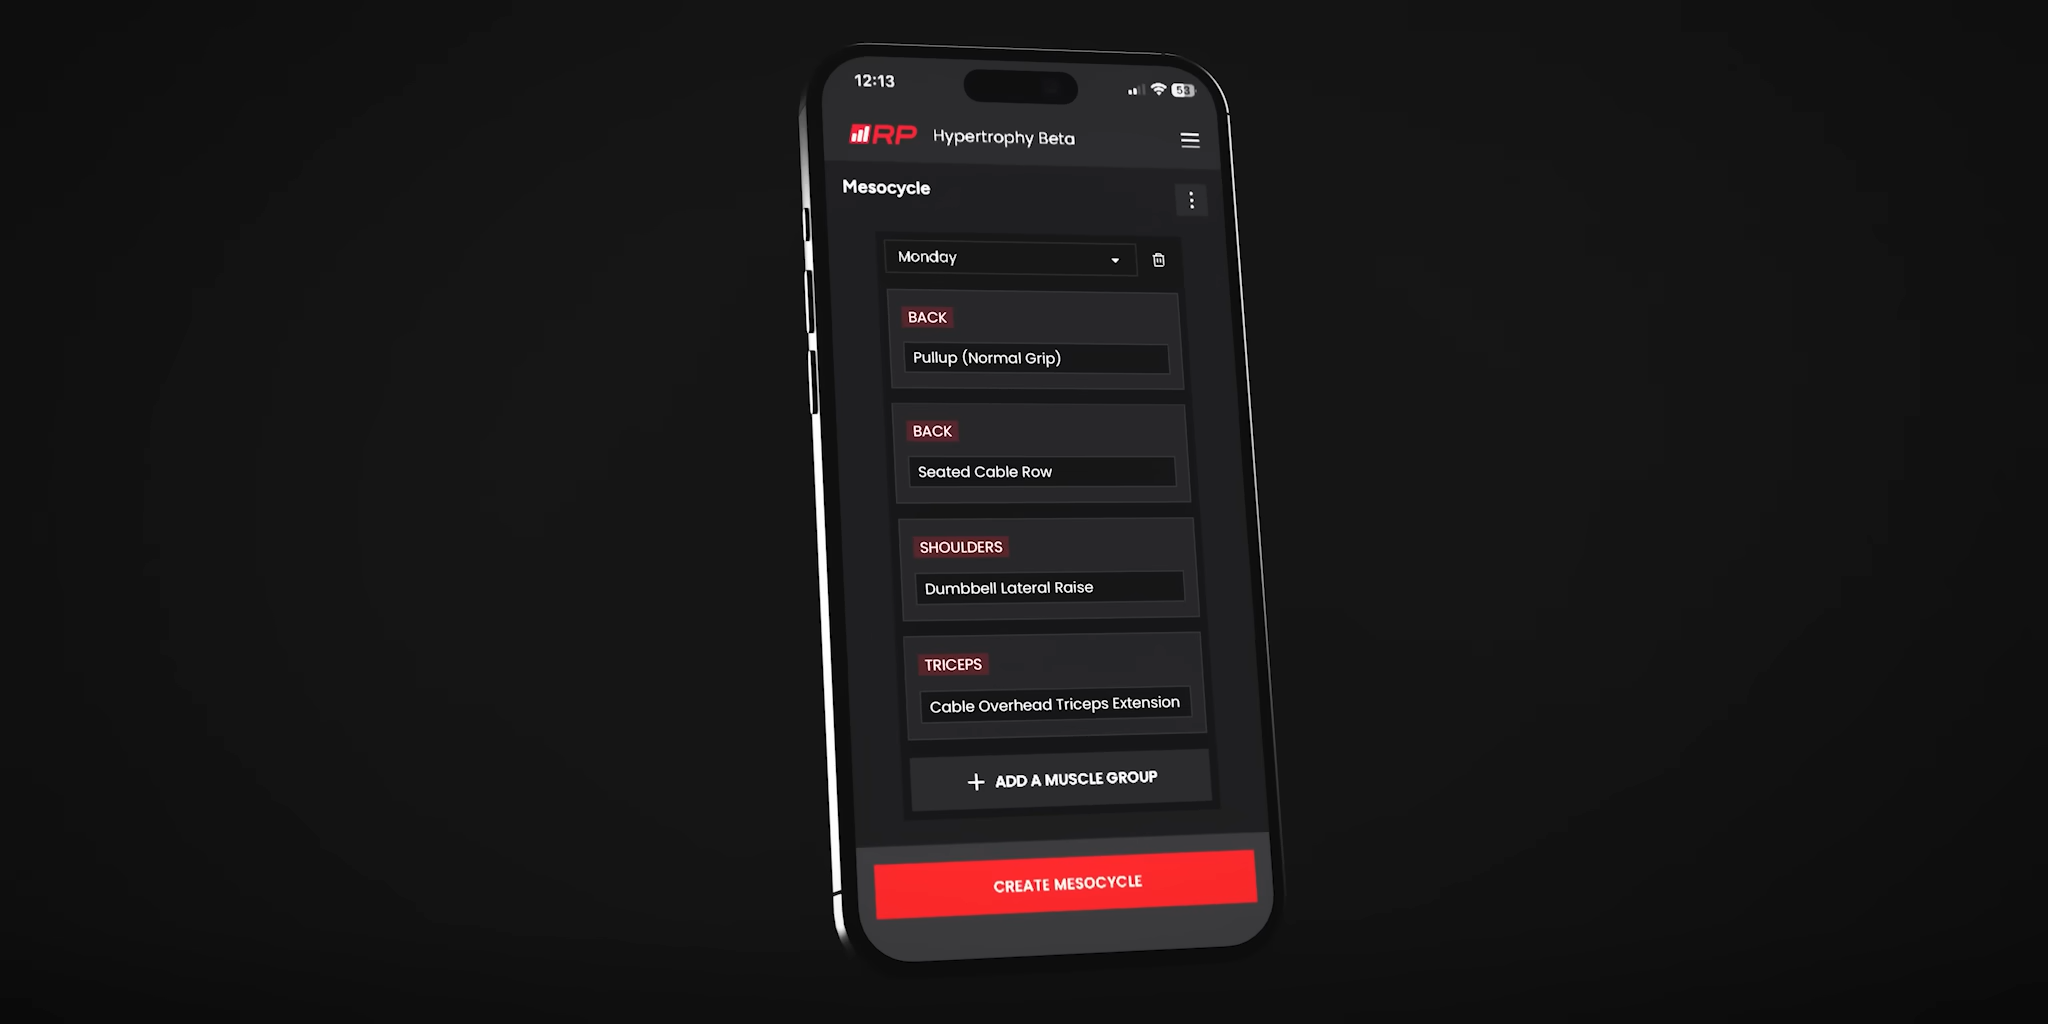 12:13
53
RP
Hypertrophy Beta
Mesocycle
Monday
BACK
Pullup (Normal Grip)
BACK
Seated Cable Row
SHOULDERS
Dumbbell Lateral Raise
TRICEPS
Cable Overhead Triceps Extension
ADD A MUSCLE GROUP
CREATE MESOCYCLE